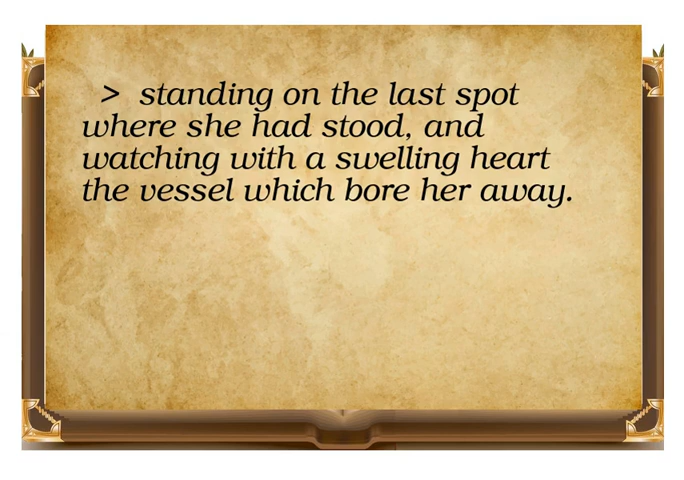 > standing on the last spot
where she had stood, and
watching with a swelling heart
the vessel which bore her away.